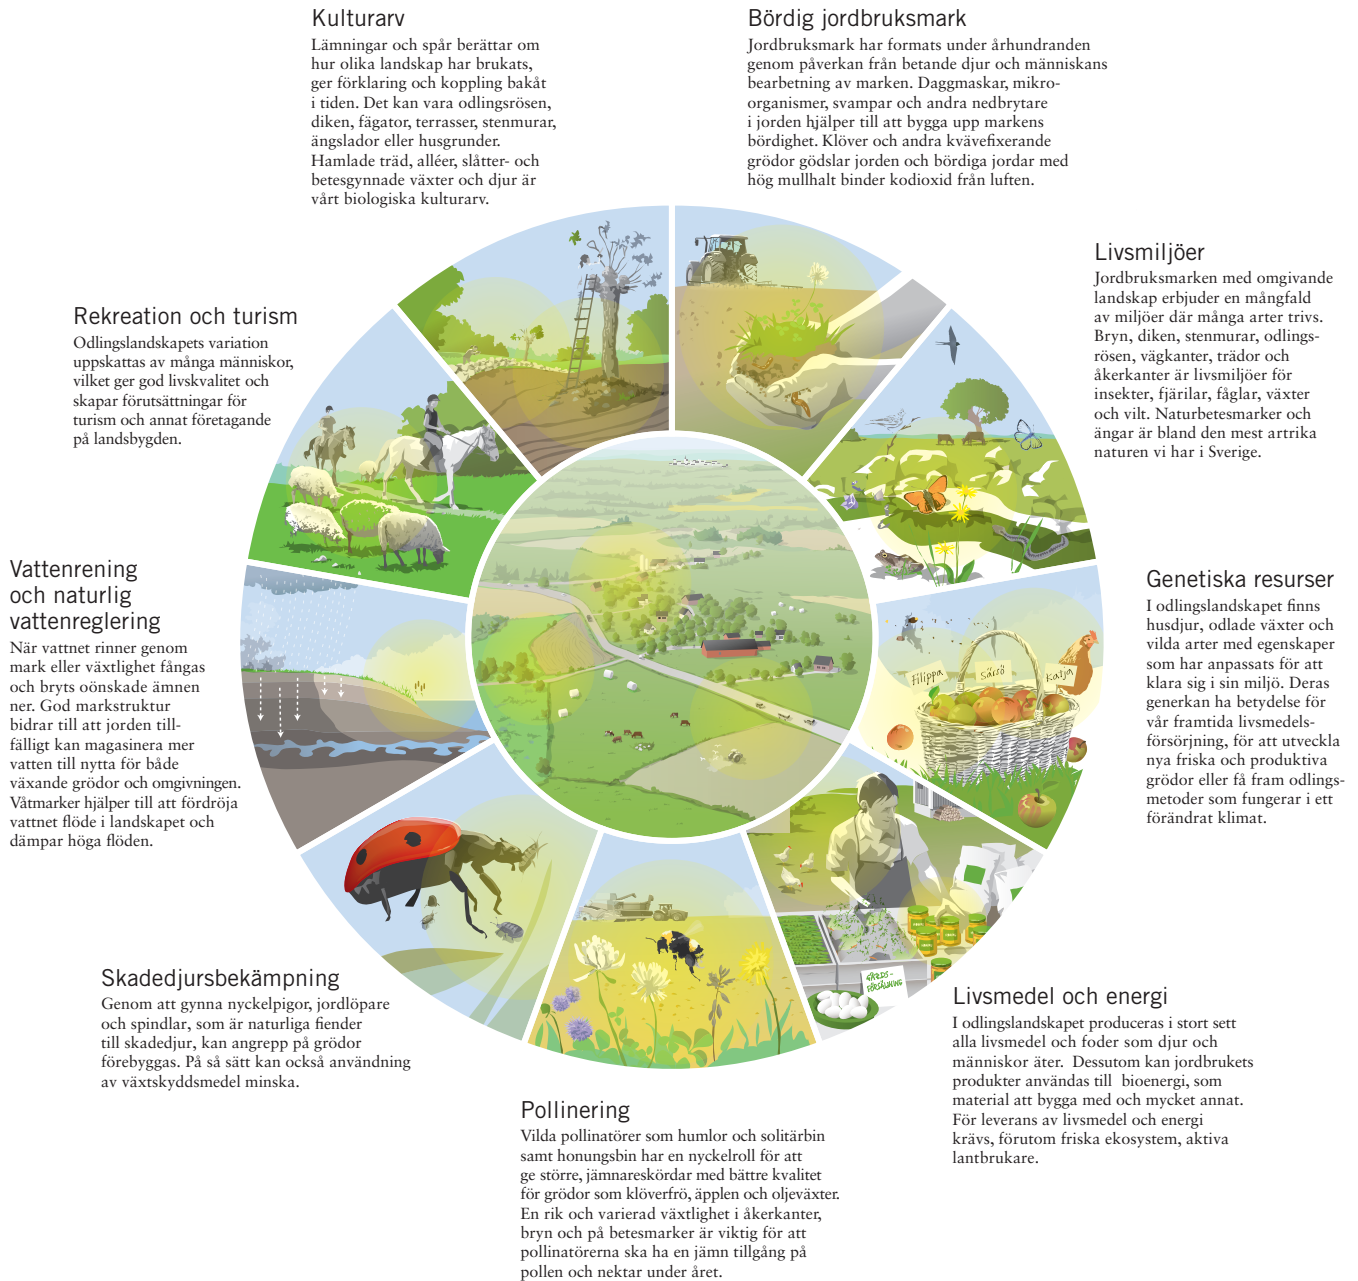 Kulturarv
Lämningar och spår berättar om
hur olika landskap har brukats,
ger förklaring och koppling bakåt
i tiden. Det kan vara odlingsrösen,
diken, fägator, terrasser, stenmurar,
ängslador eller husgrunder.
Hamlade träd, alléer, slåtter- och
betesgynnade växter och djur är
vårt biologiska kulturarv.
Bördig jordbruksmark
Jordbruksmark har formats under århundranden
genom påverkan från betande djur och människans
bearbetning av marken. Daggmaskar, mikro-
organismer, svampar och andra nedbrytare
i jorden hjälper till att bygga upp markens
bördighet. Klöver och andra kvävefixerande
grödor gödslar jorden och bördiga jordar med
hög mullhalt binder kodioxid från luften.
Livsmiljöer
Jordbruksmarken med omgivande
landskap erbjuder en mångfald
av miljöer där många arter trivs.
Bryn, diken, stenmurar, odlings-
rösen, vägkanter, trädor och
åkerkanter är livsmiljöer för
insekter, fjärilar, fåglar, växter
och vilt. Naturbetesmarker och
ängar är bland den mest artrika
naturen vi har i Sverige.
Rekreation och turism
Odlingslandskapets variation
uppskattas av många människor,
vilket ger god livskvalitet och
skapar förutsättningar för
turism och annat företagande
på landsbygden.
Vattenrening
och naturlig
vattenreglering
När vattnet rinner genom
mark eller växtlighet fångas
och bryts oönskade ämnen
ner. God markstruktur
bidrar till att jorden till-
fälligt kan magasinera mer
vatten till nytta för både
växande grödor och omgivningen.
Våtmarker hjälper till att fördröja
vattnet flöde i landskapet och
dämpar höga flöden.
Genetiska resurser
I odlingslandskapet finns
husdjur, odlade växter och
vilda arter med egenskaper
som har anpassats för att
klara sig i sin miljö. Deras
generkan ha betydelse för
vår framtida livsmedels-
försörjning, för att utveckla
nya friska och produktiva
grödor eller få fram odlings-
metoder som fungerar i ett
förändrat klimat.
Filippa
Särsö
Katja
GÅRDS-
FÖRSÄLJNING
Skadedjursbekämpning
Genom att gynna nyckelpigor, jordlöpare
och spindlar, som är naturliga fiender
till skadedjur, kan angrepp på grödor
förebyggas. På så sätt kan också användning
av växtskyddsmedel minska.
Livsmedel och energi
I odlingslandskapet produceras i stort sett
alla livsmedel och foder som djur och
människor äter. Dessutom kan jordbrukets
produkter användas till bioenergi, som
material att bygga med och mycket annat.
För leverans av livsmedel och energi
krävs, förutom friska ekosystem, aktiva
lantbrukare.
Pollinering
Vilda pollinatörer som humlor och solitärbin
samt honungsbin har en nyckelroll för att
ge större, jämnareskördar med bättre kvalitet
för grödor som klöverfrö, äpplen och oljeväxter.
En rik och varierad växtlighet i åkerkanter,
bryn och på betesmarker är viktig för att
pollinatörerna ska ha en jämn tillgång på
pollen och nektar under året.